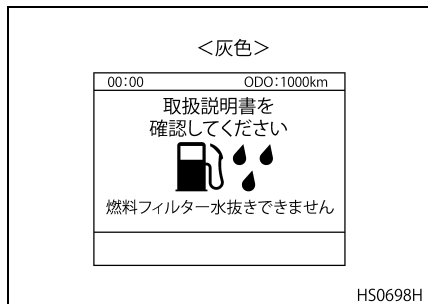 ＜灰色＞
00:00 ODO:1000km
取扱説明書を
確認してください
燃料フィルター水抜きできません
HS0698H